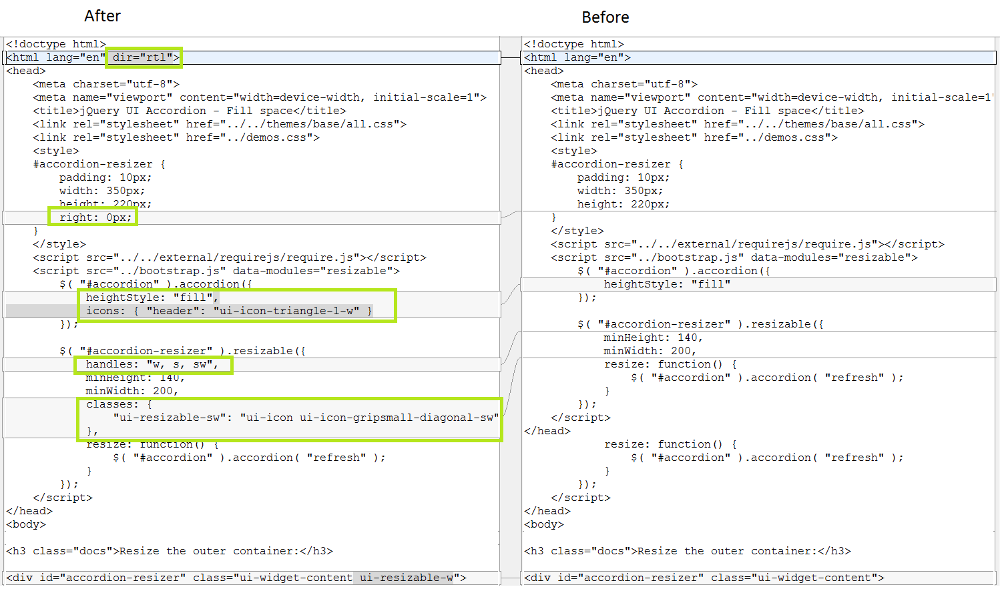 After
<!doctype html>
<html lang="en" dir="rtl">
<head>
    <meta charset="utf-8">
    <meta name="viewport" content="width=device-width, initial-scale=1">
    <title>jQuery UI Accordion - Fill space</title>
    <link rel="stylesheet" href="../../themes/base/all.css">
    <link rel="stylesheet" href="../demos.css">
    <style>
    #accordion-resizer {
        padding: 10px;
        width: 350px;
        height: 220px;
        right: 0px;
    }
    </style>
    <script src="../../external/requirejs/require.js"></script>
    <script src="../bootstrap.js" data-modules="resizable">
        $( "#accordion" ).accordion({
            heightStyle: "fill",
            icons: { "header": "ui-icon-triangle-1-w" }
        });

        $( "#accordion-resizer" ).resizable({
            handles: "w, s, sw",
            minHeight: 140,
            minWidth: 200,
            classes: {
                "ui-resizable-sw": "ui-icon ui-icon-gripsmall-diagonal-sw"
            },
            resize: function() {
                $( "#accordion" ).accordion( "refresh" );
            }
        });
    </script>
</head>
<body>

<h3 class="docs">Resize the outer container:</h3>

<div id="accordion-resizer" class="ui-widget-content ui-resizable-w">
Before
<!doctype html>
<html lang="en">
<head>
    <meta charset="utf-8">
    <meta name="viewport" content="width=device-width, initial-scale=1"
    <title>jQuery UI Accordion - Fill space</title>
    <link rel="stylesheet" href="../../themes/base/all.css">
    <link rel="stylesheet" href="../demos.css">
    <style>
    #accordion-resizer {
        padding: 10px;
        width: 350px;
        height: 220px;
    }
    </style>
    <script src="../../external/requirejs/require.js"></script>
    <script src="../bootstrap.js" data-modules="resizable">
        $( "#accordion" ).accordion({
            heightStyle: "fill"
        });

        $( "#accordion-resizer" ).resizable({
            minHeight: 140,
            minWidth: 200,
            resize: function() {
                $( "#accordion" ).accordion( "refresh" );
            }
        });
    </script>
</head>
            resize: function() {
                $( "#accordion" ).accordion( "refresh" );
            }
        });
    </script>
</head>
<body>

<h3 class="docs">Resize the outer container:</h3>

<div id="accordion-resizer" class="ui-widget-content">